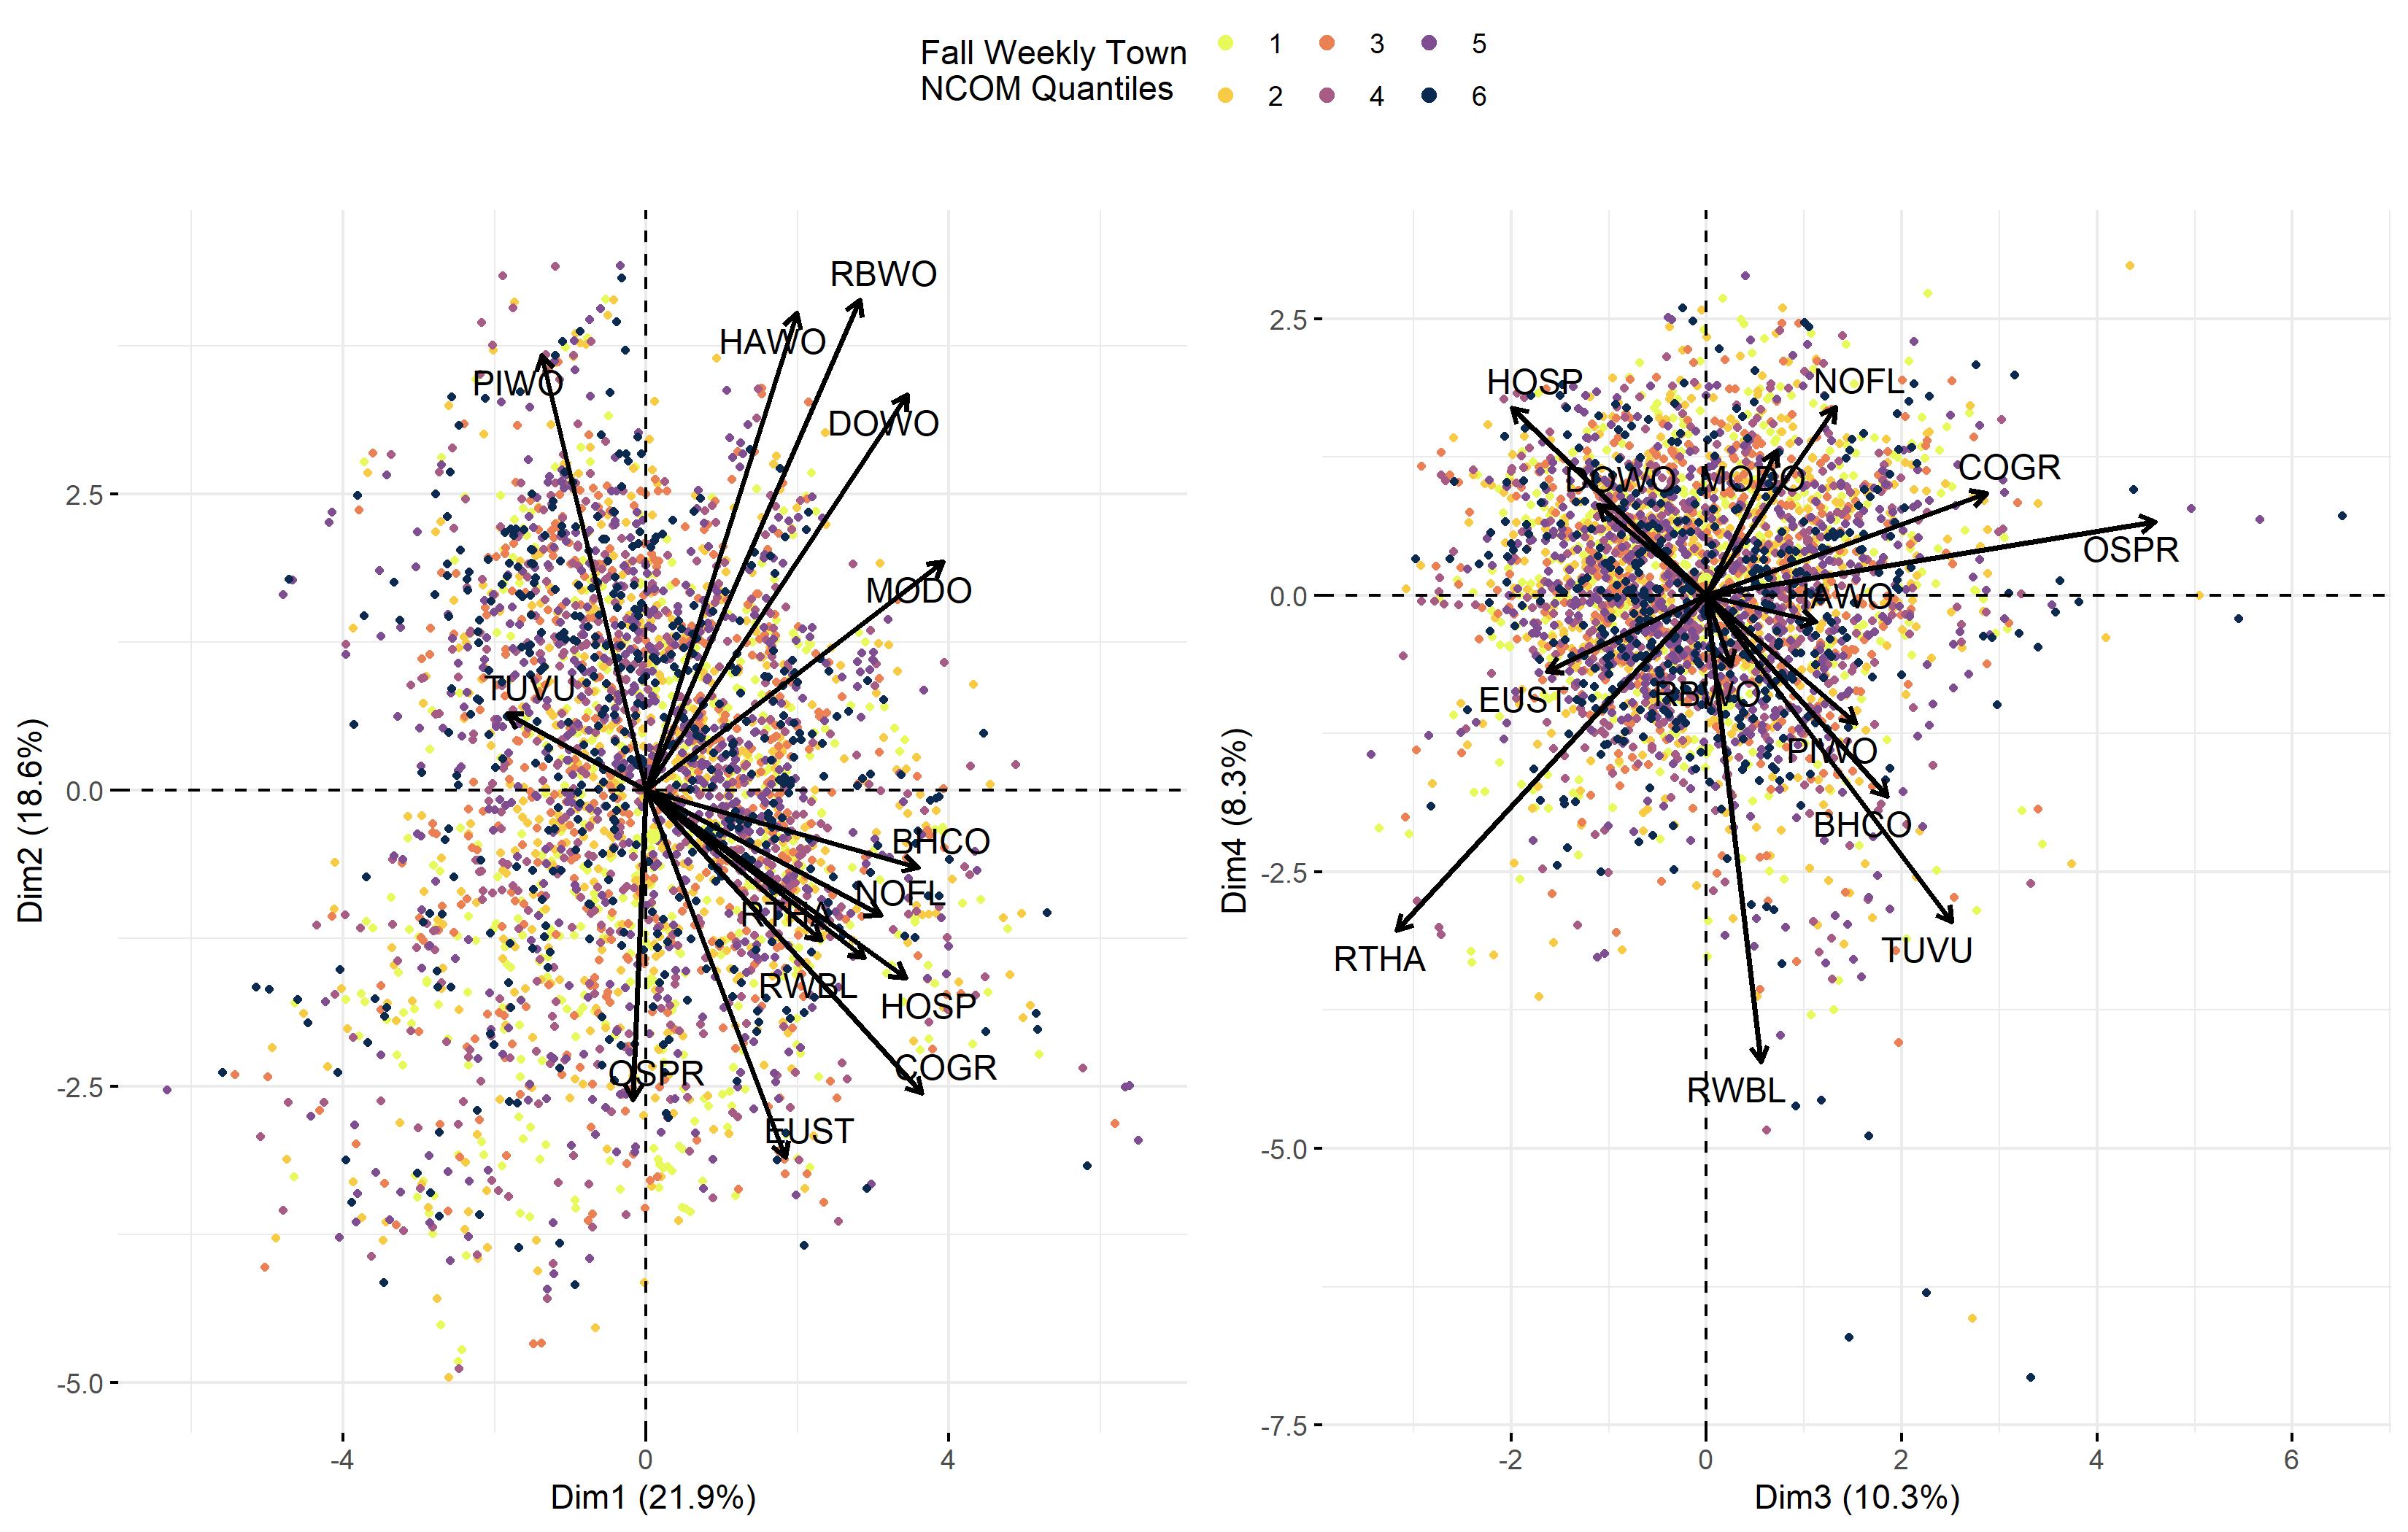 Fall Weekly Town
NCOM Quantiles
1 3 5
2 4 6
RBWO
HAWO
PIWO
DOWO
MODO
TUVU
BHCO
NOFL
RTHA
RWBL
HOSP
OSPR
COGR
EUST
2.5
0.0
-2.5
-5.0
-4 0 4
Dim1 (21.9%)
Dim2 (18.6%)
HOSP
NOFL
DOWO
MODO
COGR
OSPR
HAWO
EUST
RBWO
PIWO
BHCO
RTHA
TUVU
RWBL
2.5
0.0
-2.5
-5.0
-7.5
-2 0 2 4 6
Dim3 (10.3%)
Dim4 (8.3%)